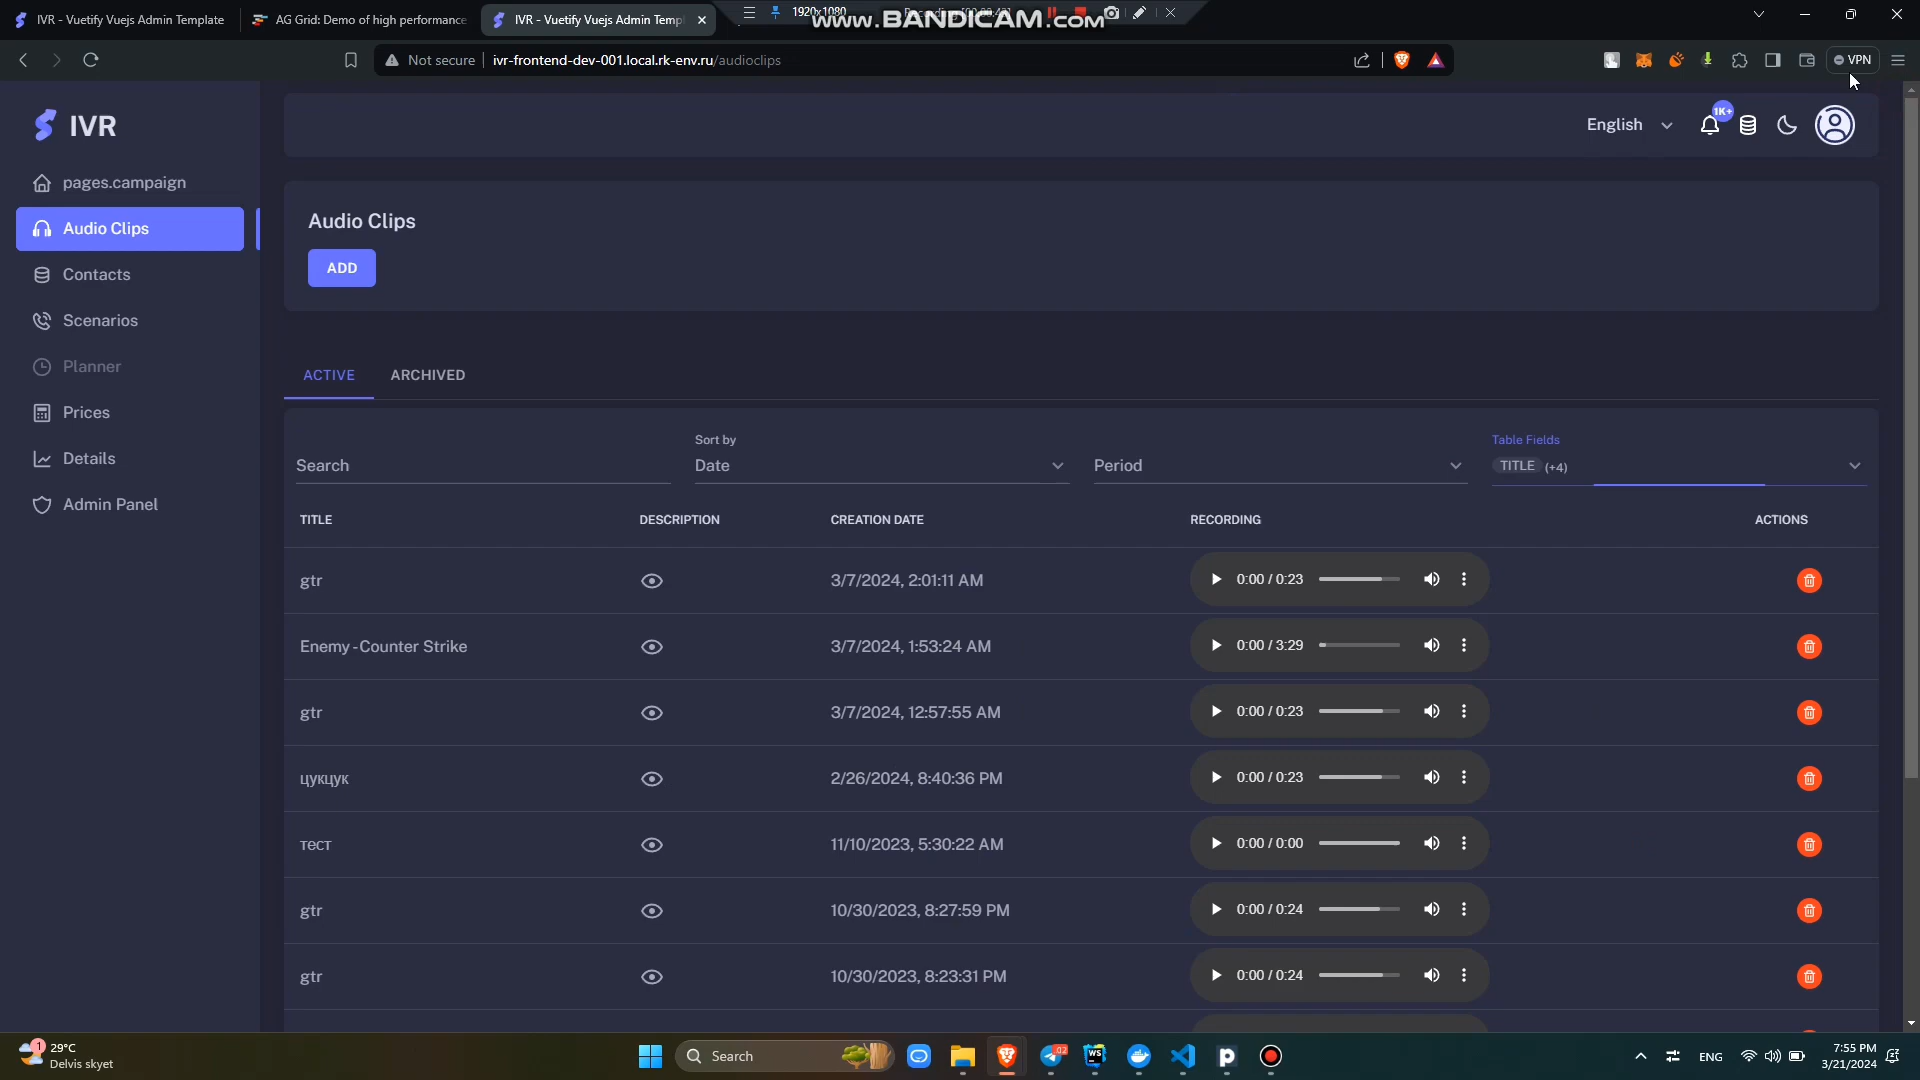 IVR - Vuetify Vuejs Admin Template
AG Grid: Demo of high performance
IVR - Vuetify Vuejs Admin Temp
1920x1080
www.BANDICAM.com
Not secure
ivr-frontend-dev-001.local.rk-env.ru/audioclips
VPN
IVR
English
1K+
pages.campaign
Audio Clips
Contacts
Scenarios
Planner
Prices
Details
Admin Panel
Audio Clips
ADD
ACTIVE
ARCHIVED
Search
Sort by
Date
Period
Table Fields
TITLE (+4)
TITLE DESCRIPTION CREATION DATE RECORDING ACTIONS
gtr 3/7/2024, 2:01:11 AM 0:00 / 0:23
Enemy - Counter Strike 3/7/2024, 1:53:24 AM 0:00 / 3:29
gtr 3/7/2024, 12:57:55 AM 0:00 / 0:23
цукцук 2/26/2024, 8:40:36 PM 0:00 / 0:23
тест 11/10/2023, 5:30:22 AM 0:00 / 0:00
gtr 10/30/2023, 8:27:59 PM 0:00 / 0:24
gtr 10/30/2023, 8:23:31 PM 0:00 / 0:24
1
29°C
Delvis skyet
Search
02
WS
ENG
7:55 PM
3/21/2024